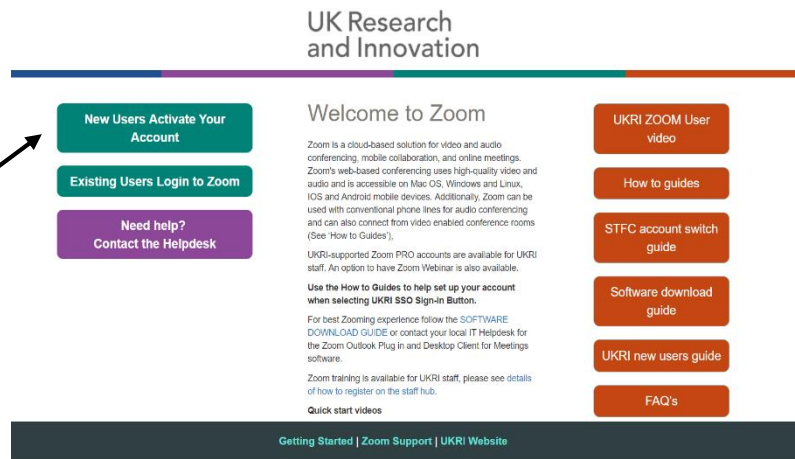 UK Research
and Innovation
New Users Activate Your
Account
Existing Users Login to Zoom
Need help?
Contact the Helpdesk
Welcome to Zoom
Zoom is a cloud-based solution for video and audio
conferencing, mobile collaboration, and online meetings.
Zoom's web-based conferencing uses high-quality video and
audio and is accessible on Mac OS, Windows and Linux,
IOS and Android mobile devices. Additionally, Zoom can be
used with conventional phone lines for audio conferencing
and can also connect from video enabled conference rooms
(See 'How to Guides'),
UKRI-supported Zoom PRO accounts are available for UKRI
staff. An option to have Zoom Webinar is also available.
Use the How to Guides to help set up your account
when selecting UKRI SSO Sign-in Button.
For best Zooming experience follow the SOFTWARE
DOWNLOAD GUIDE or contact your local IT Helpdesk for
the Zoom Outlook Plug in and Desktop Client for Meetings
software.
Zoom training is available for UKRI staff, please see details
of how to register on the staff hub.
Quick start videos
UKRI ZOOM User
video
How to guides
STFC account switch
guide
Software download
guide
UKRI new users guide
FAQ's
Getting Started | Zoom Support | UKRI Website